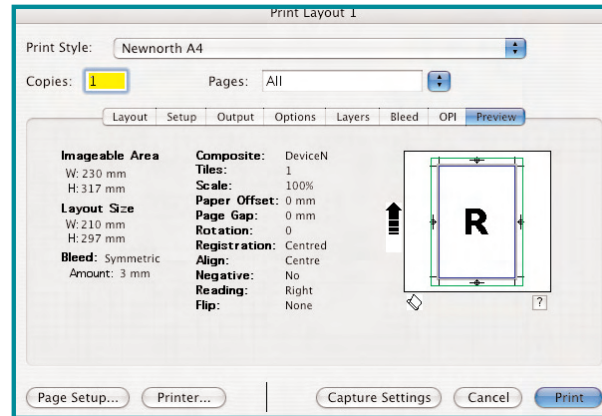 Print Layout 1
Print Style: Newnorth A4
Copies: 1 Pages: All
Layout Setup Output Options Layers Bleed OPI Preview
Imageable Area
W: 230 mm
H: 317 mm
Layout Size
W: 210 mm
H: 297 mm
Bleed: Symmetric
Amount: 3 mm
Composite: DeviceN
Tiles: 1
Scale: 100%
Paper Offset: 0 mm
Page Gap: 0 mm
Rotation: 0
Registration: Centred
Align: Centre
Negative: No
Reading: Right
Flip: None
R
?
Page Setup... Printer... Capture Settings Cancel Print